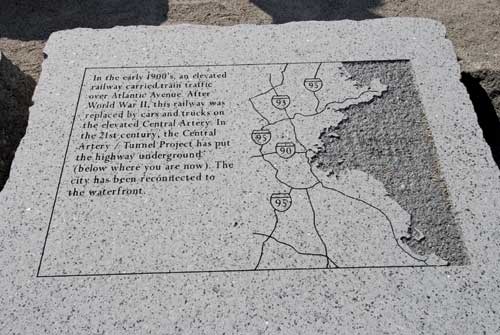 In the early 1900's, an elevated
railway carried train traffic
over Atlantic Avenue. After
World War II, this railway was
replaced by cars and trucks on
the elevated Central Artery. In
the 21st century, the Central
Artery / Tunnel Project has put
the highway underground
(below where you are now). The
city has been reconnected to
the waterfront.
95
93
95
90
95
95